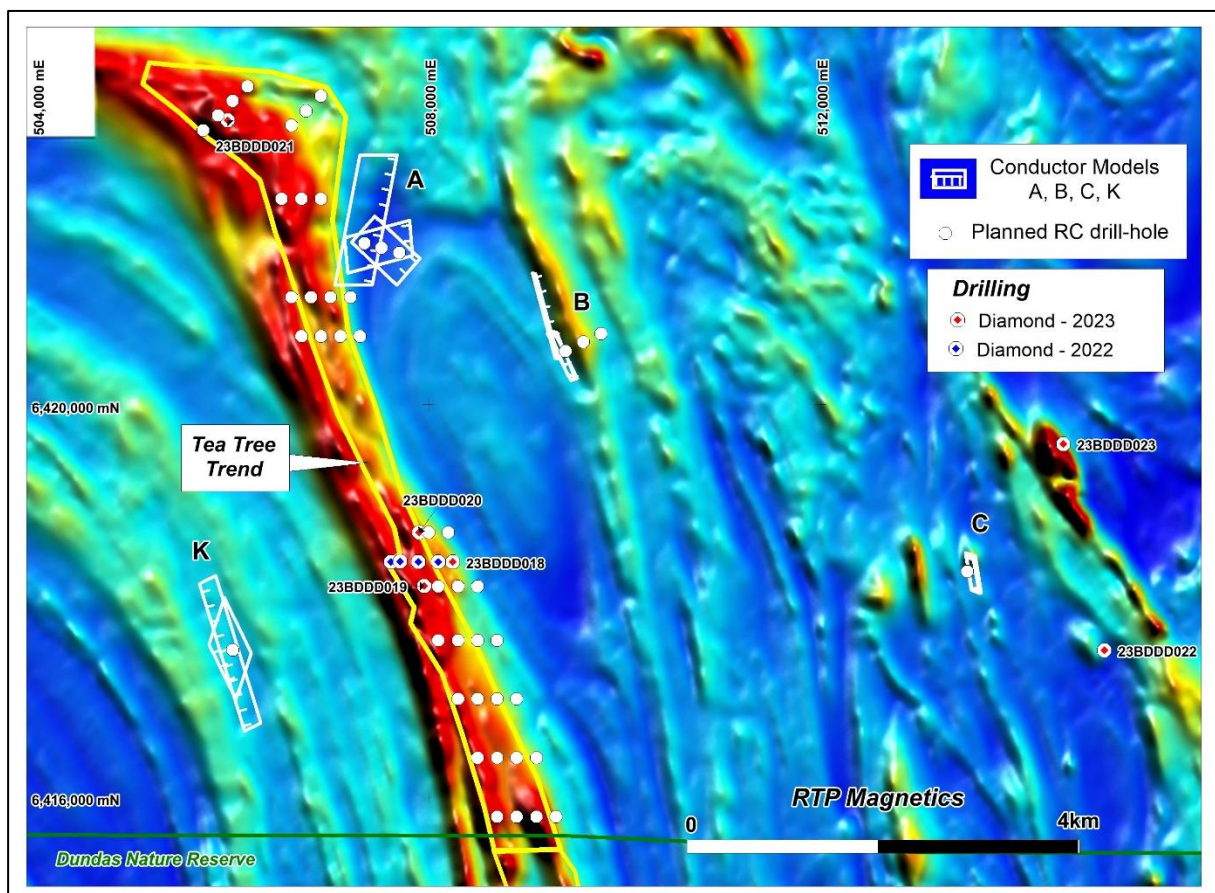 504,000 mE
508,000 mE
512,000 mE
23BDDD021
A
Conductor Models
A, B, C, K
Planned RC drill-hole
Drilling
Diamond - 2023
Diamond - 2022
B
6,420,000 mN
Tea Tree
Trend
23BDDD023
23BDDD020
C
K
23BDDD018
23BDDD019
23BDDD022
6,416,000 mN
RTP Magnetics
0
4km
Dundas Nature Reserve